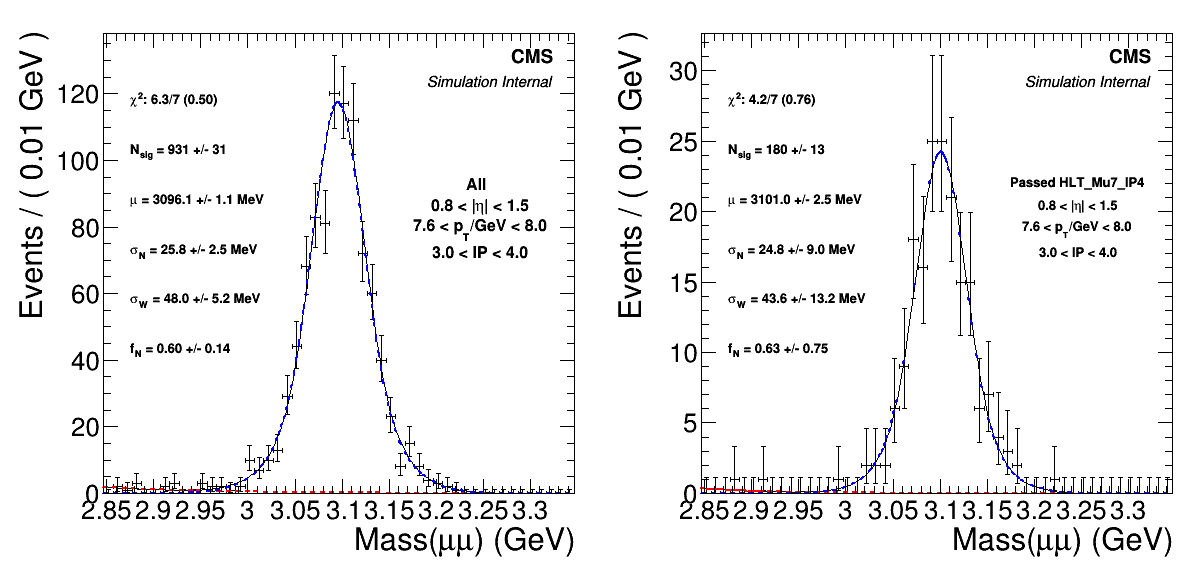 CMS
Simulation Internal
χ²: 6.3/7 (0.50)
N_sig = 931 +/- 31
μ = 3096.1 +/- 1.1 MeV
σ_N = 25.8 +/- 2.5 MeV
σ_W = 48.0 +/- 5.2 MeV
f_N = 0.60 +/- 0.14
All
0.8 < |η| < 1.5
7.6 < p_T/GeV < 8.0
3.0 < IP < 4.0
Events / ( 0.01 GeV )
120
100
80
60
40
20
0
2.85 2.9 2.95 3 3.05 3.1 3.15 3.2 3.25 3.3
Mass(μμ) (GeV)
CMS
Simulation Internal
χ²: 4.2/7 (0.76)
N_sig = 180 +/- 13
μ = 3101.0 +/- 2.5 MeV
σ_N = 24.8 +/- 9.0 MeV
σ_W = 43.6 +/- 13.2 MeV
f_N = 0.63 +/- 0.75
Passed HLT_Mu7_IP4
0.8 < |η| < 1.5
7.6 < p_T/GeV < 8.0
3.0 < IP < 4.0
Events / ( 0.01 GeV )
30
25
20
15
10
5
0
2.85 2.9 2.95 3 3.05 3.1 3.15 3.2 3.25 3.3
Mass(μμ) (GeV)